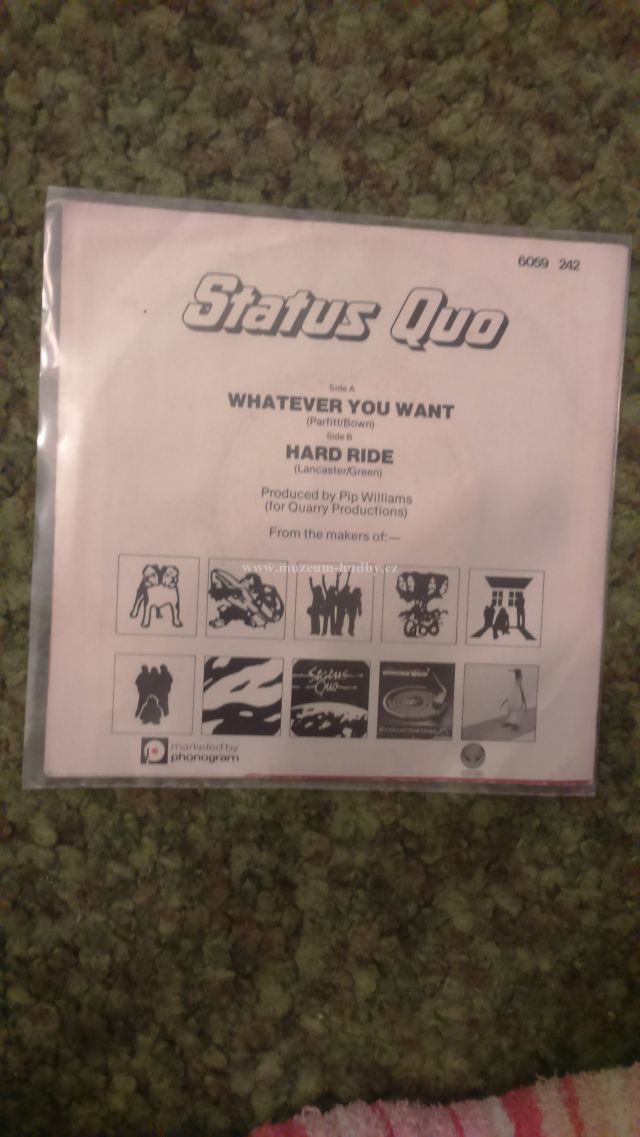 6059 242
Status Quo
Side A
WHATEVER YOU WANT
(Parfitt/Bown)
Side B
HARD RIDE
(Lancaster/Green)
Produced by Pip Williams
(for Quarry Productions)
From the makers of:—
www.muzeum-hudby.cz
Status
Quo
marketed by
phonogram